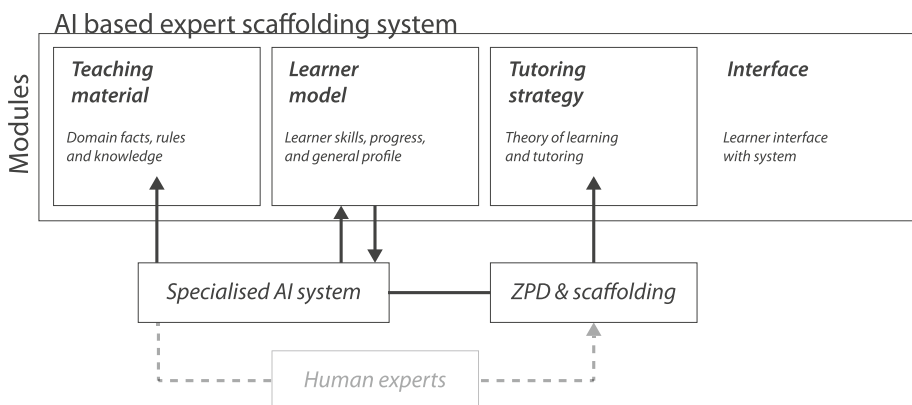 AI based expert scaffolding system
Modules
Teaching
material
Domain facts, rules
and knowledge
Learner
model
Learner skills, progress,
and general profile
Tutoring
strategy
Theory of learning
and tutoring
Interface
Learner interface
with system
Specialised AI system
ZPD & scaffolding
Human experts